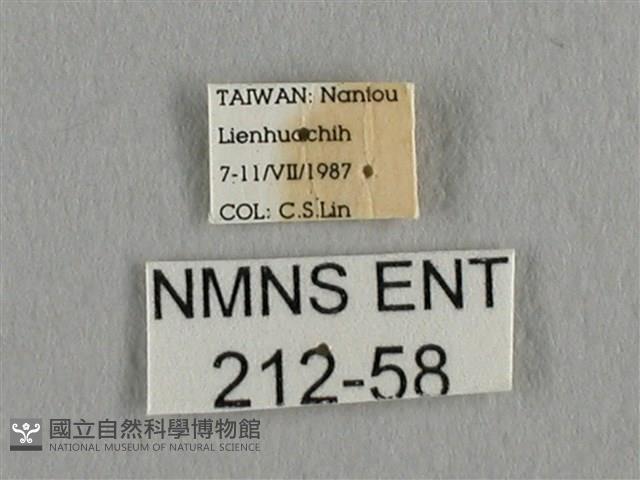 TAIWAN: Nantou
Lienhuachih
7-11/VII/1987
COL: C.S.Lin
NMNS ENT
212-58
國立自然科學博物館
NATIONAL MUSEUM OF NATURAL SCIENCE